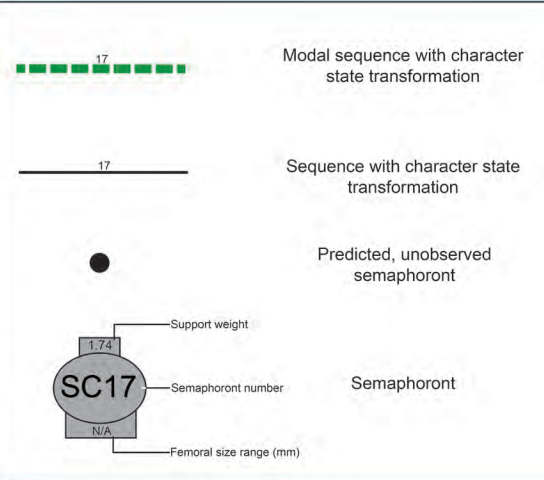 17
Modal sequence with character
state transformation
17
Sequence with character state
transformation
Predicted, unobserved
semaphoront
Support weight
1.74
SC17
Semaphoront number
Semaphoront
N/A
Femoral size range (mm)